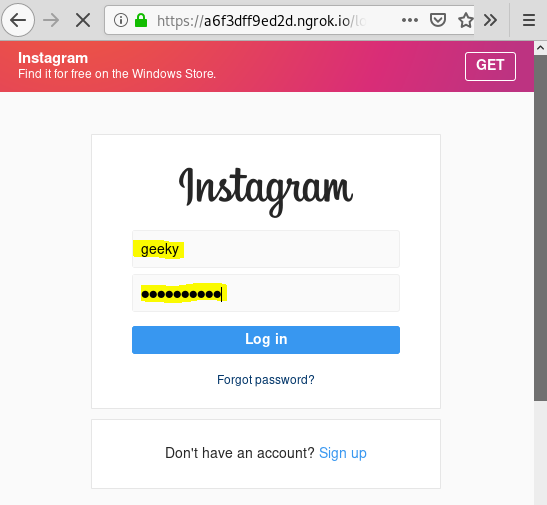 https://a6f3dff9ed2d.ngrok.io/lo
Instagram
Find it for free on the Windows Store.
GET
Instagram
geeky
••••••••••
Log in
Forgot password?
Don't have an account? Sign up